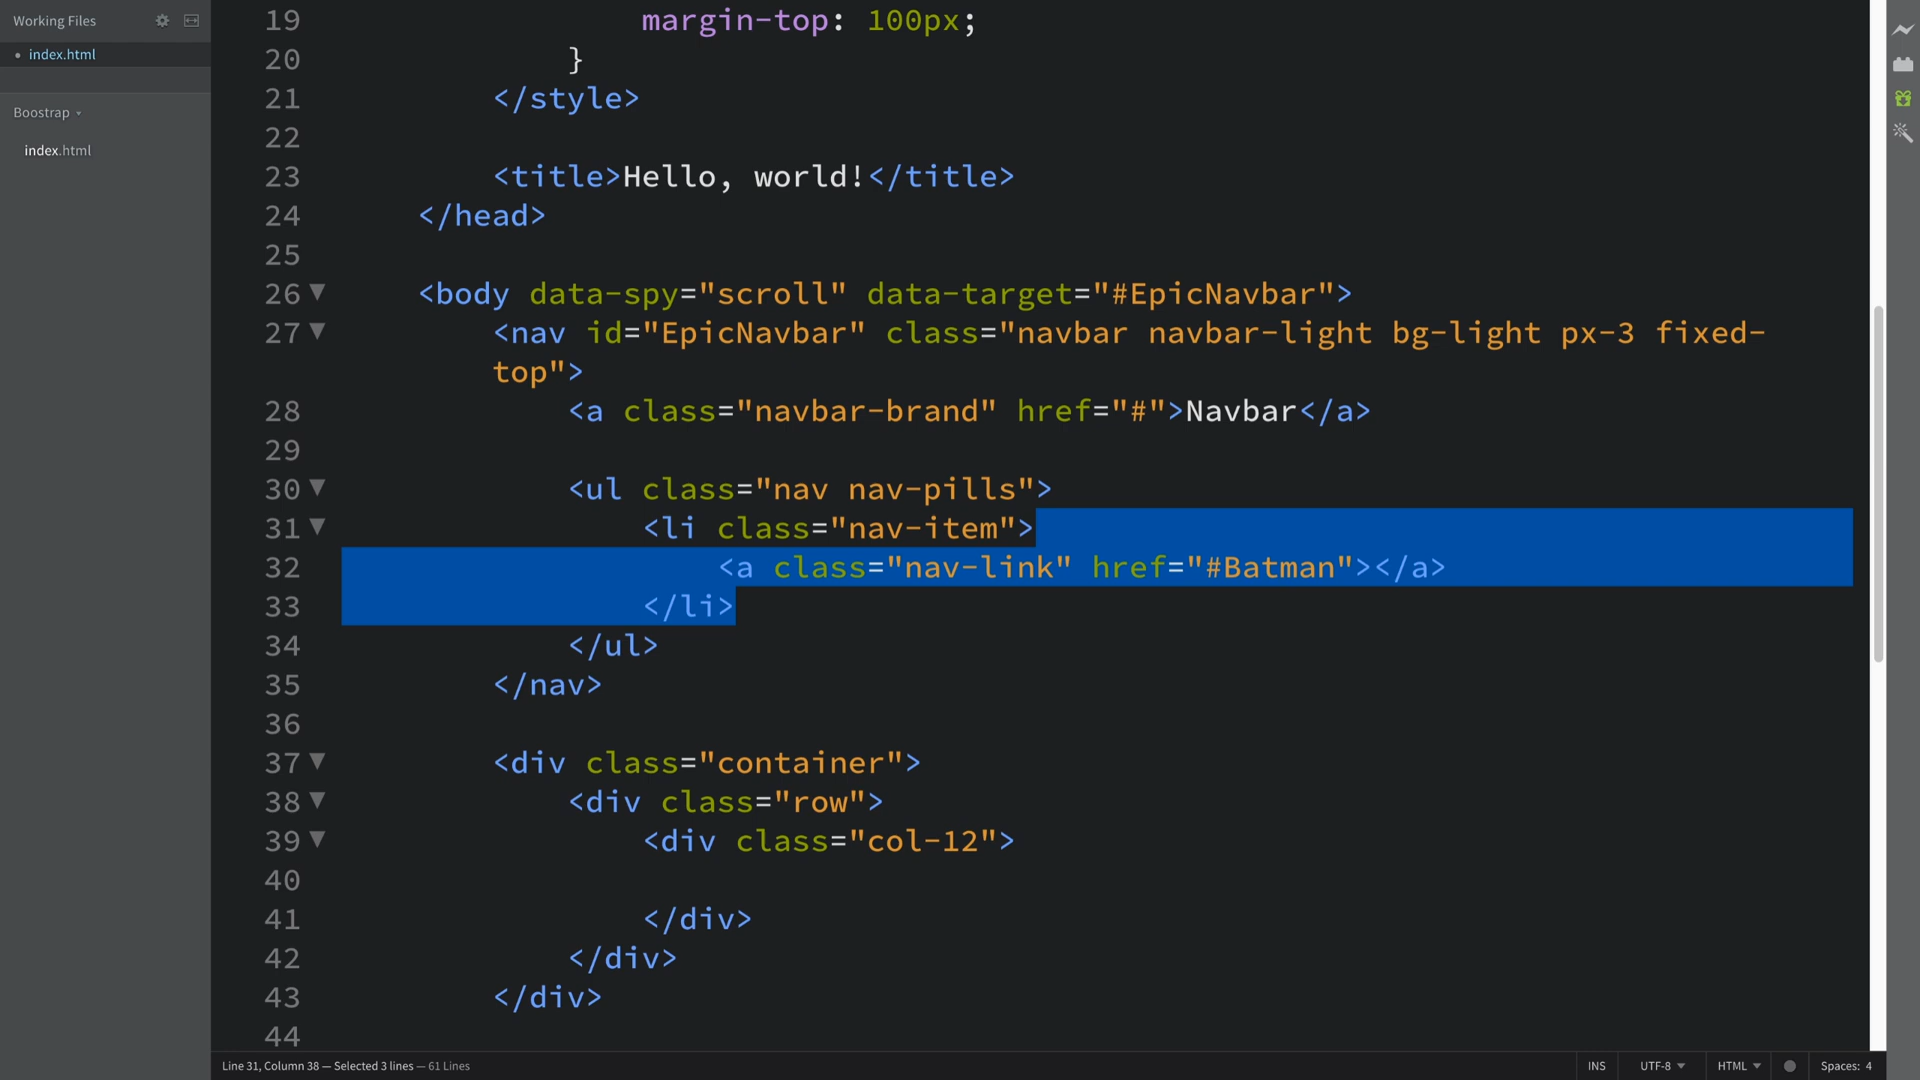 Working Files
index.html
Boostrap
index.html
19 margin-top: 100px;
20 }
21 </style>
22
23 <title>Hello, world!</title>
24 </head>
25
26 <body data-spy="scroll" data-target="#EpicNavbar">
27 <nav id="EpicNavbar" class="navbar navbar-light bg-light px-3 fixed-
top">
28 <a class="navbar-brand" href="#">Navbar</a>
29
30 <ul class="nav nav-pills">
31 <li class="nav-item">
32 <a class="nav-link" href="#Batman"></a>
33 </li>
34 </ul>
35 </nav>
36
37 <div class="container">
38 <div class="row">
39 <div class="col-12">
40
41 </div>
42 </div>
43 </div>
44
Line 31, Column 38 — Selected 3 lines — 61 Lines
INS UTF-8 HTML Spaces: 4